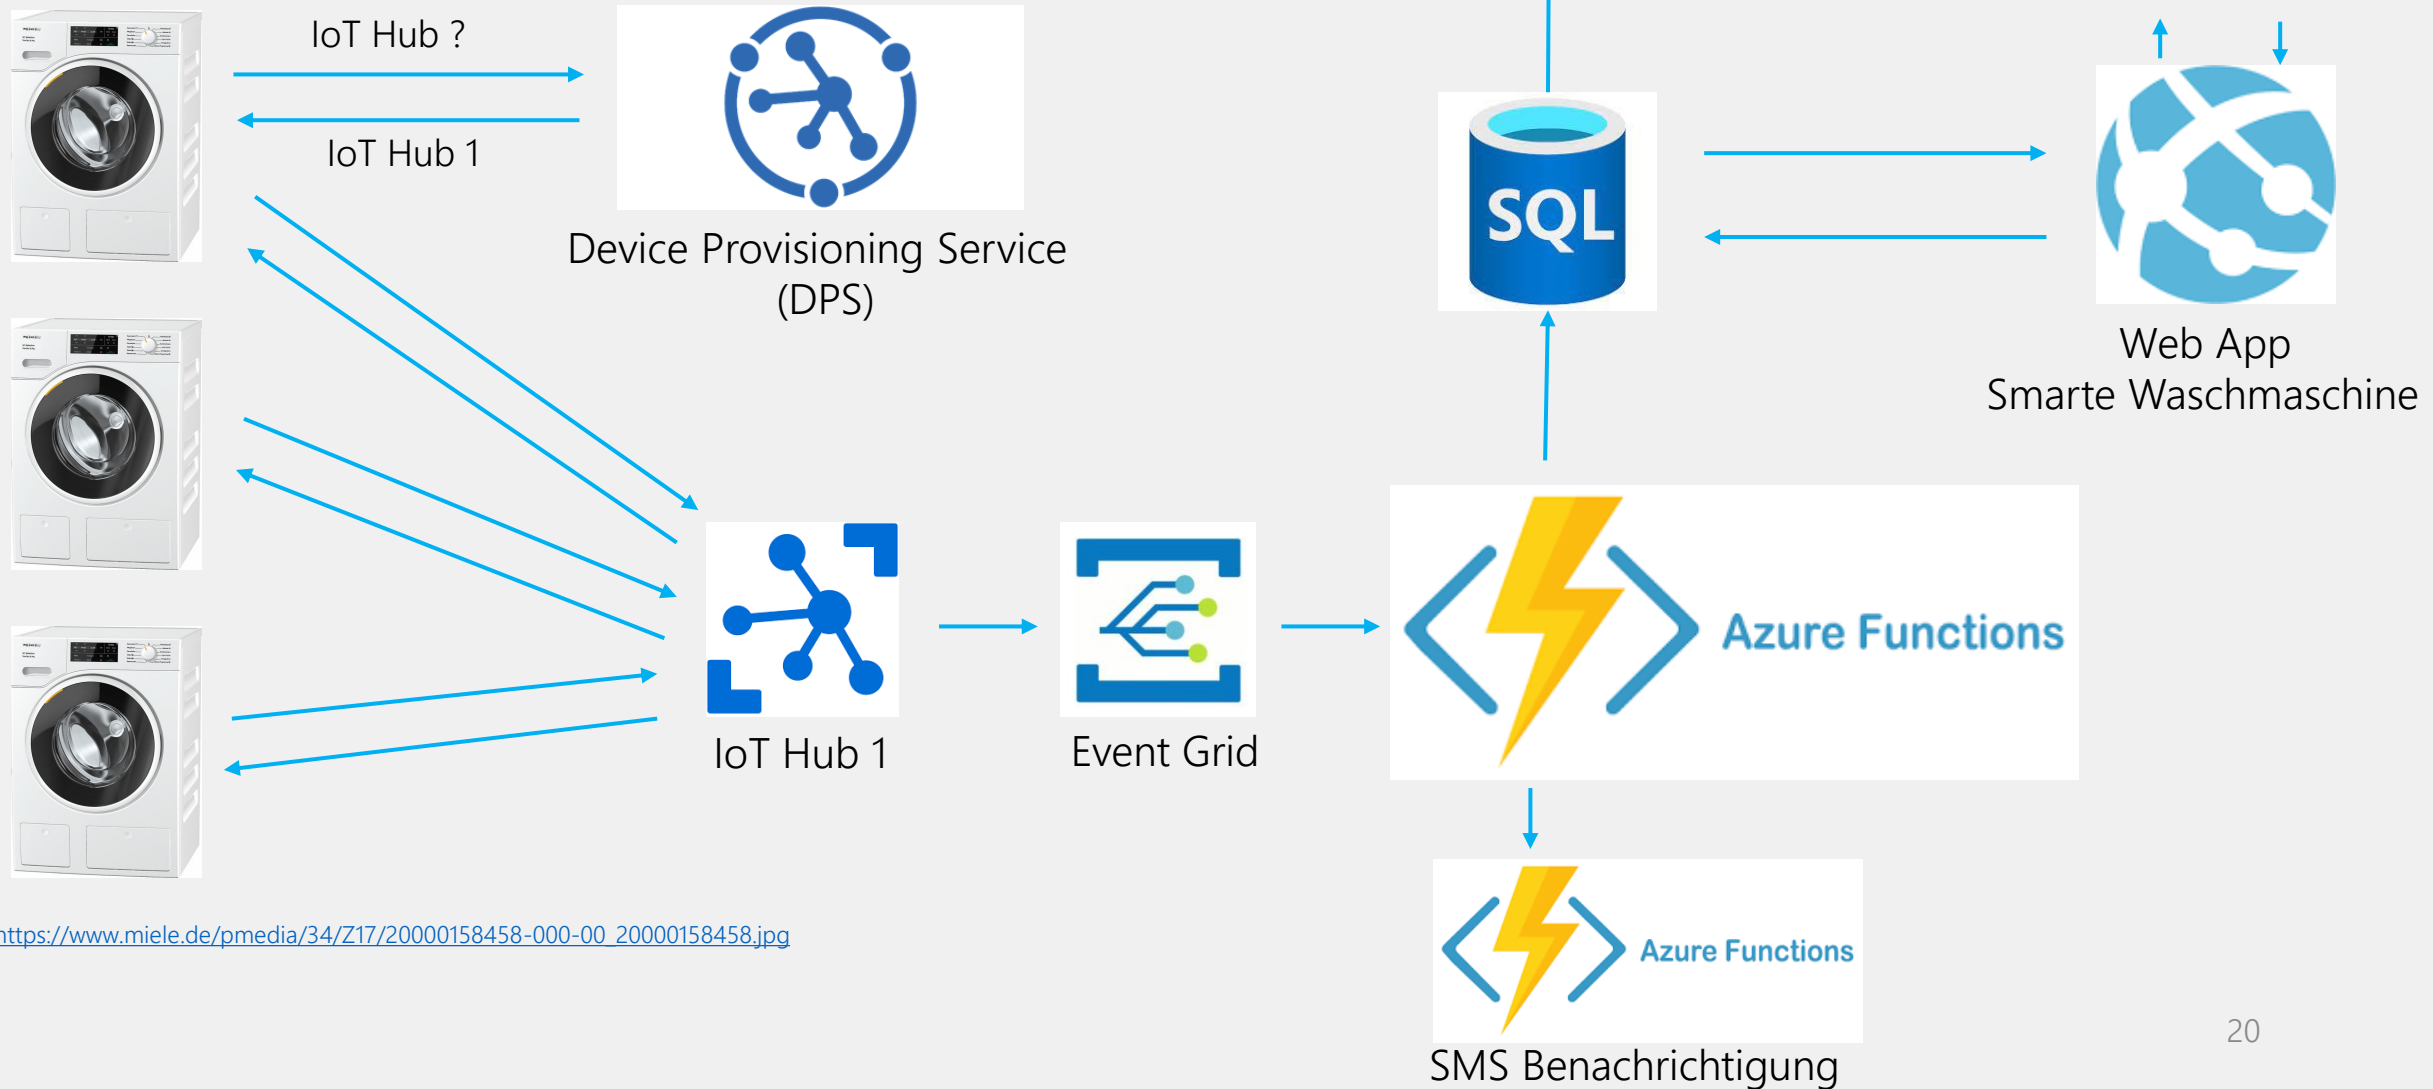 IoT Hub ?
IoT Hub 1
Device Provisioning Service
(DPS)
SQL
Web App
Smarte Waschmaschine
IoT Hub 1
Event Grid
Azure Functions
Azure Functions
SMS Benachrichtigung
https://www.miele.de/pmedia/34/Z17/20000158458-000-00_20000158458.jpg
20